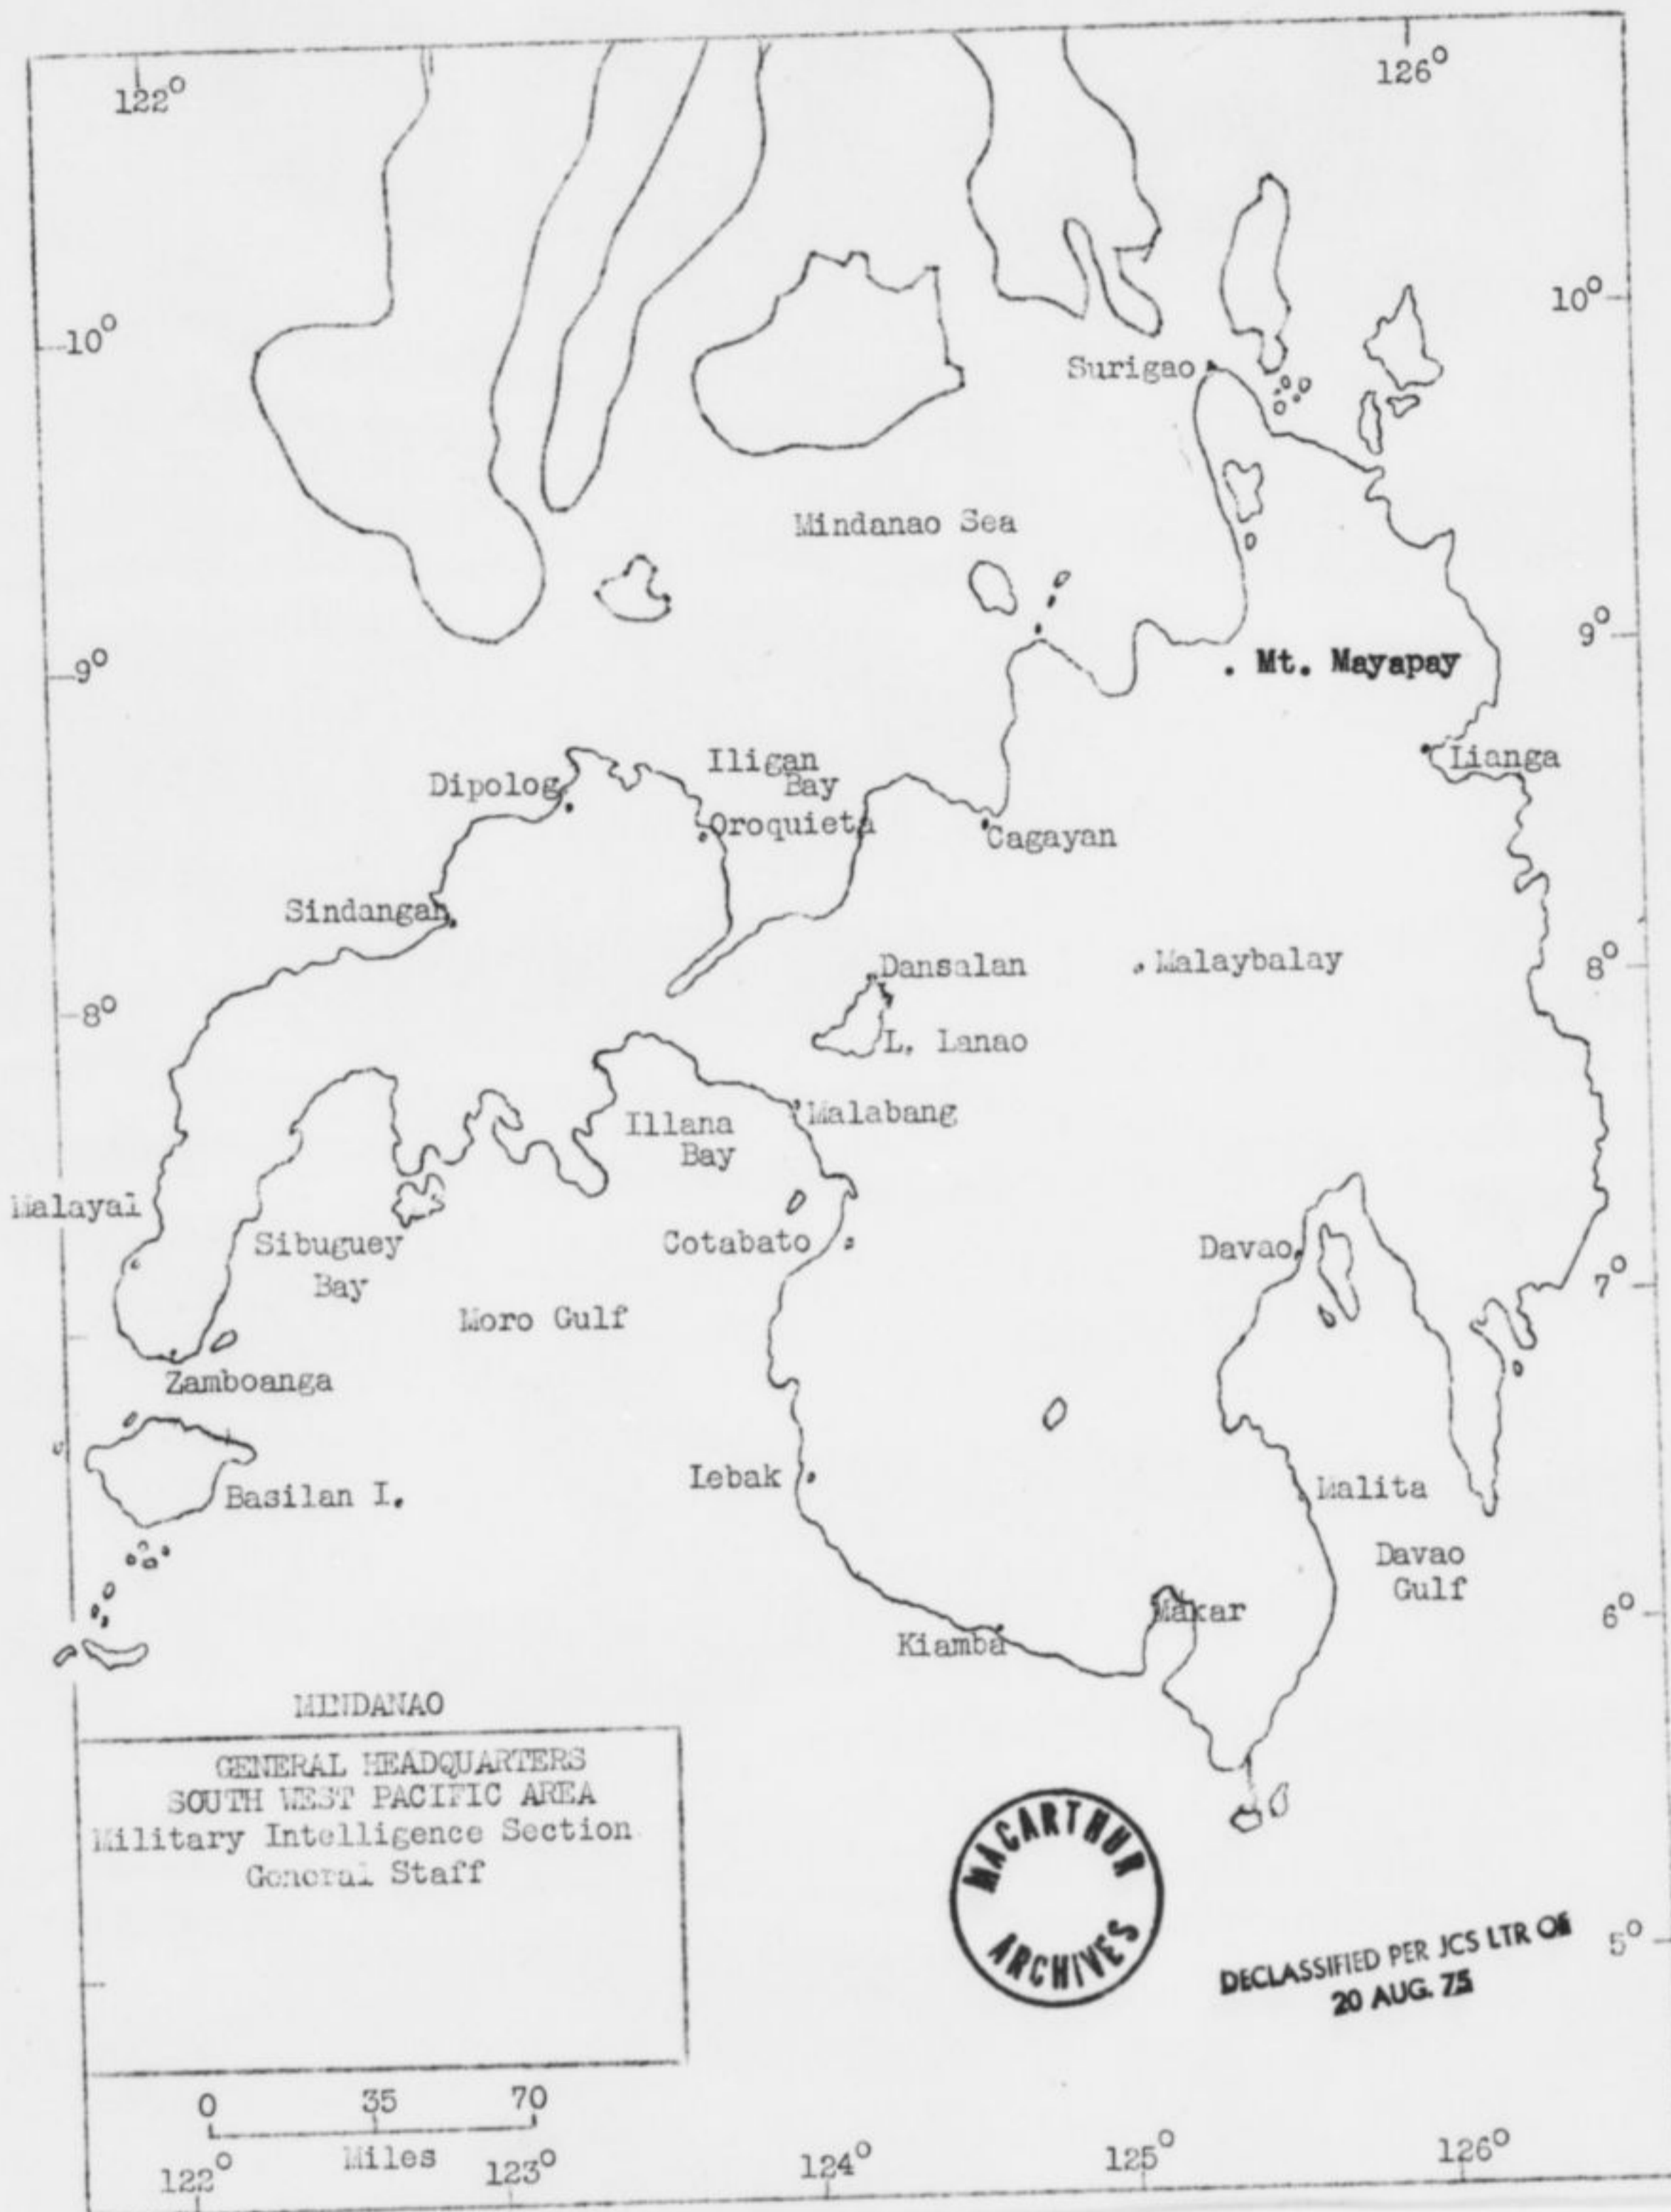 122°
126°
10°
10°
Surigao
Mindanao Sea
9°
9°
Mt. Mayapay
Lianga
Iligan
Bay
Dipolog
Oroquieta
Cagayan
Sindangan
Dansalan
Malaybalay
8°
8°
L. Lanao
Malabang
Illana
Bay
Malayal
Sibuguey
Bay
Cotabato
Davao
7°
Moro Gulf
Zamboanga
Lebak
Malita
Basilan I.
Davao
Gulf
Makar
6°
Kiamba
MINDANAO
GENERAL HEADQUARTERS
SOUTH WEST PACIFIC AREA
Military Intelligence Section
General Staff
MACARTHUR
ARCHIVES
DECLASSIFIED PER JCS LTR OF
20 AUG. 75
5°
0 35 70
Miles
122° 123° 124° 125° 126°